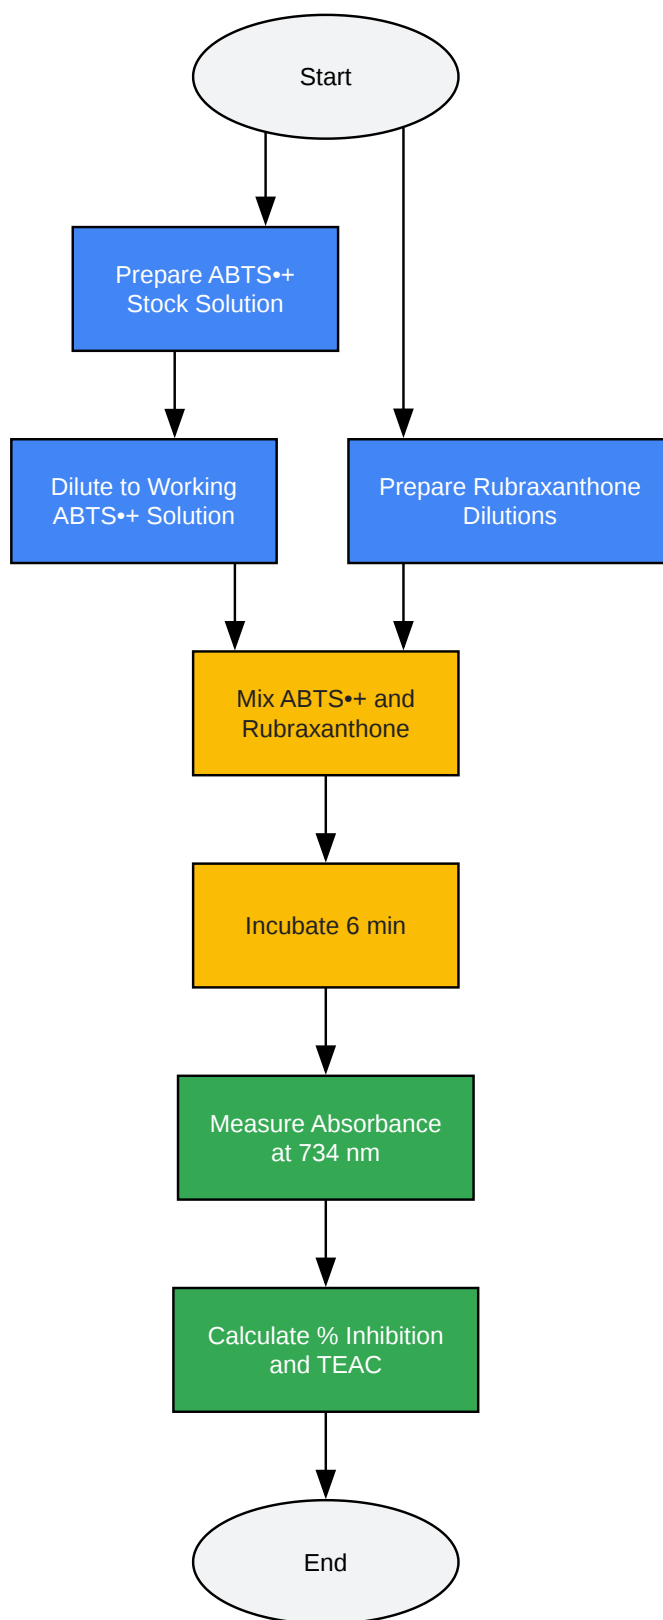 Start
Prepare ABTS•+
Stock Solution
Dilute to Working
ABTS•+ Solution
Prepare Rubraxanthone
Dilutions
Mix ABTS•+ and
Rubraxanthone
Incubate 6 min
Measure Absorbance
at 734 nm
Calculate % Inhibition
and TEAC
End